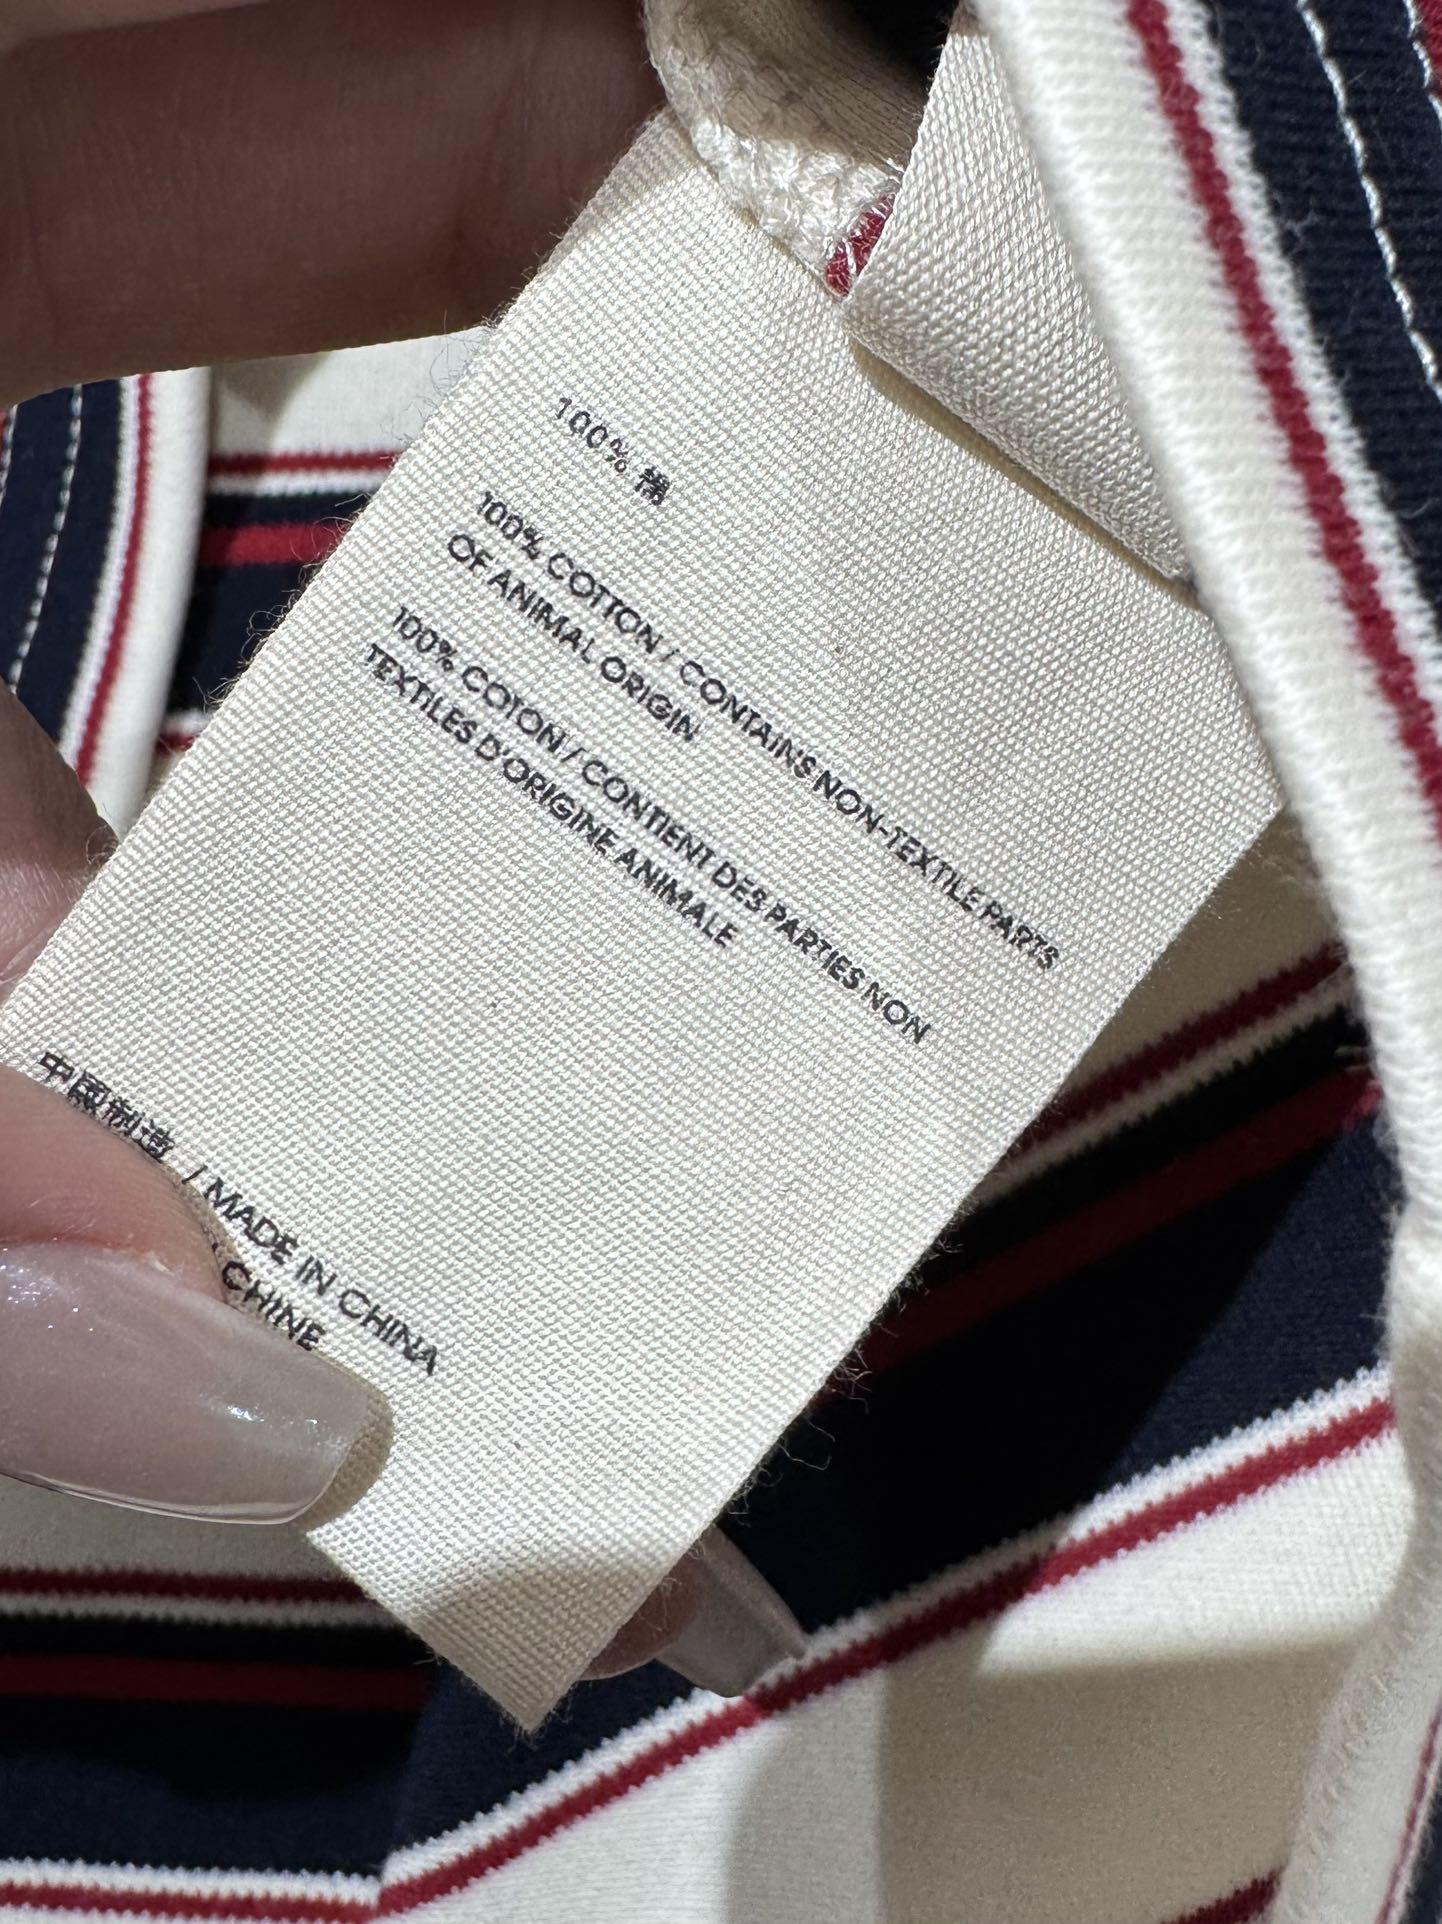 100% 棉
100% COTTON / CONTAINS NON-TEXTILE PARTS
OF ANIMAL ORIGIN
100% COTON / CONTIENT DES PARTIES NON
TEXTILES D'ORIGINE ANIMALE
中国制造 / MADE IN CHINA
CHINE